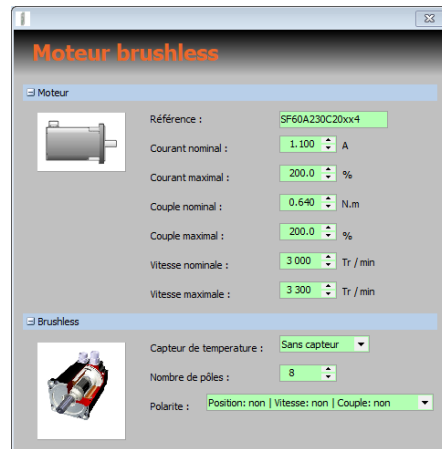 Moteur brushless
Moteur
Référence : SF60A230C20xx4
Courant nominal : 1.100 A
Courant maximal : 200.0 %
Couple nominal : 0.640 N.m
Couple maximal : 200.0 %
Vitesse nominale : 3 000 Tr / min
Vitesse maximale : 3 300 Tr / min
Brushless
Capteur de temperature : Sans capteur
Nombre de pôles : 8
Polarite : Position: non | Vitesse: non | Couple: non